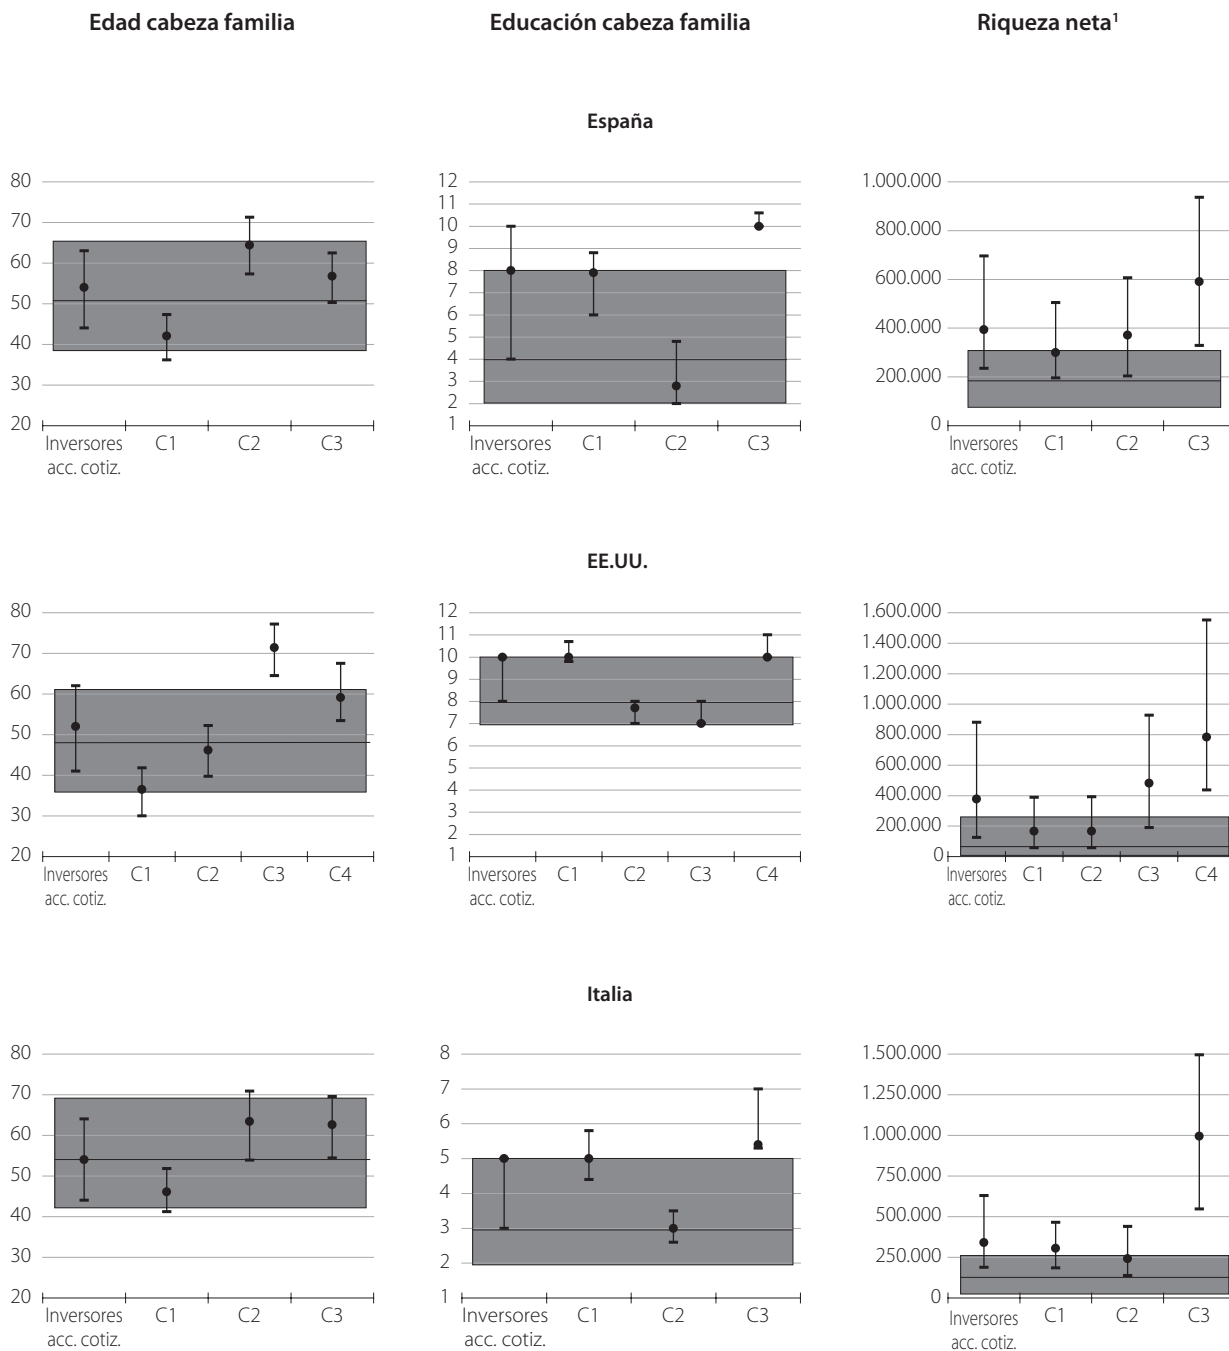 Edad cabeza familia
Educación cabeza familia
Riqueza neta¹
España
80
70
60
50
40
30
20
Inversores acc. cotiz.
C1
C2
C3
12
11
10
9
8
7
6
5
4
3
2
1
Inversores acc. cotiz.
C1
C2
C3
1.000.000
800.000
600.000
400.000
200.000
0
Inversores acc. cotiz.
C1
C2
C3
EE.UU.
80
70
60
50
40
30
20
Inversores acc. cotiz.
C1
C2
C3
C4
12
11
10
9
8
7
6
5
4
3
2
1
Inversores acc. cotiz.
C1
C2
C3
C4
1.600.000
1.400.000
1.200.000
1.000.000
800.000
600.000
400.000
200.000
0
Inversores acc. cotiz.
C1
C2
C3
C4
Italia
80
70
60
50
40
30
20
Inversores acc. cotiz.
C1
C2
C3
8
7
6
5
4
3
2
1
Inversores acc. cotiz.
C1
C2
C3
1.500.000
1.250.000
1.000.000
750.000
500.000
250.000
0
Inversores acc. cotiz.
C1
C2
C3